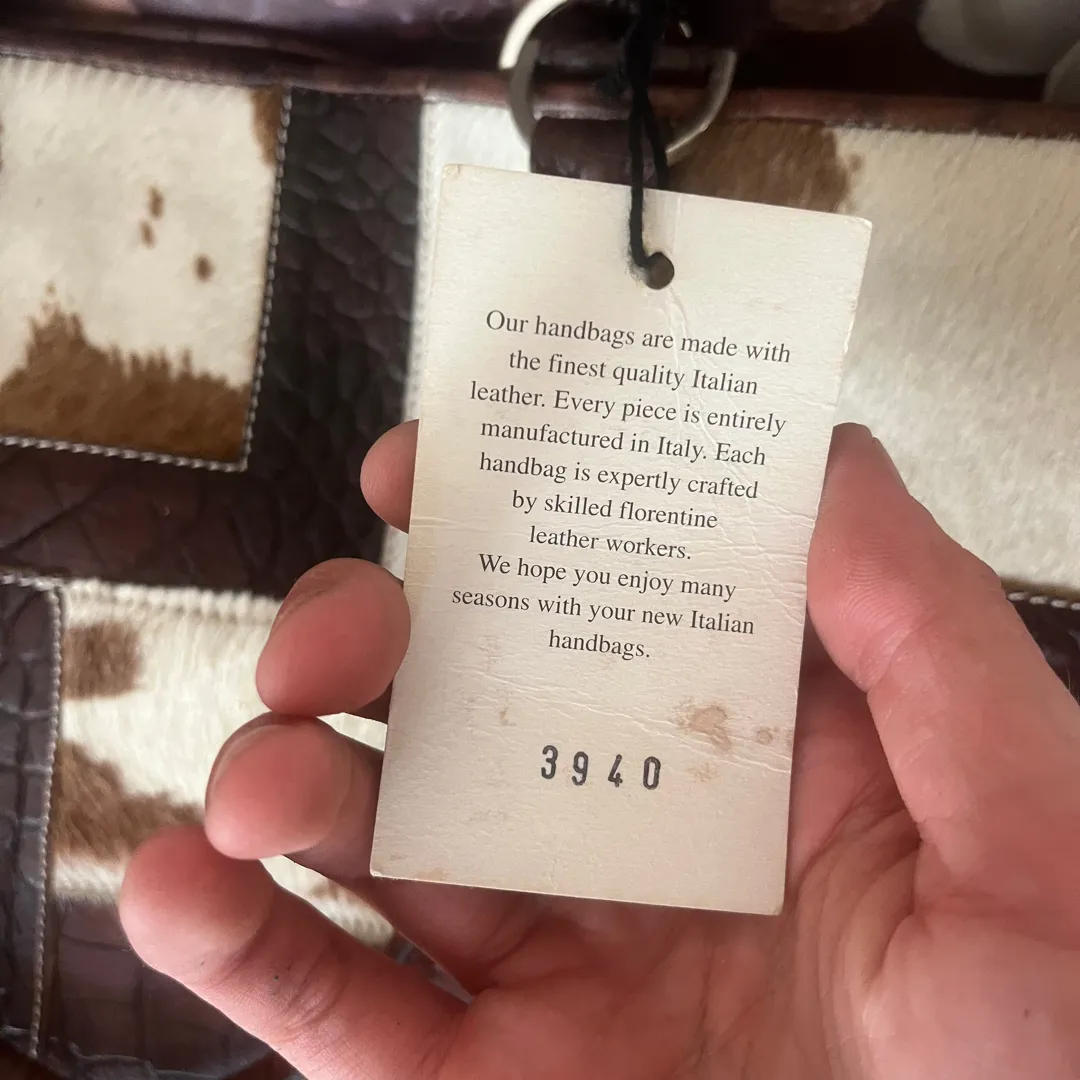 Our handbags are made with
the finest quality Italian
leather. Every piece is entirely
manufactured in Italy. Each
handbag is expertly crafted
by skilled florentine
leather workers.
We hope you enjoy many
seasons with your new Italian
handbags.
3940